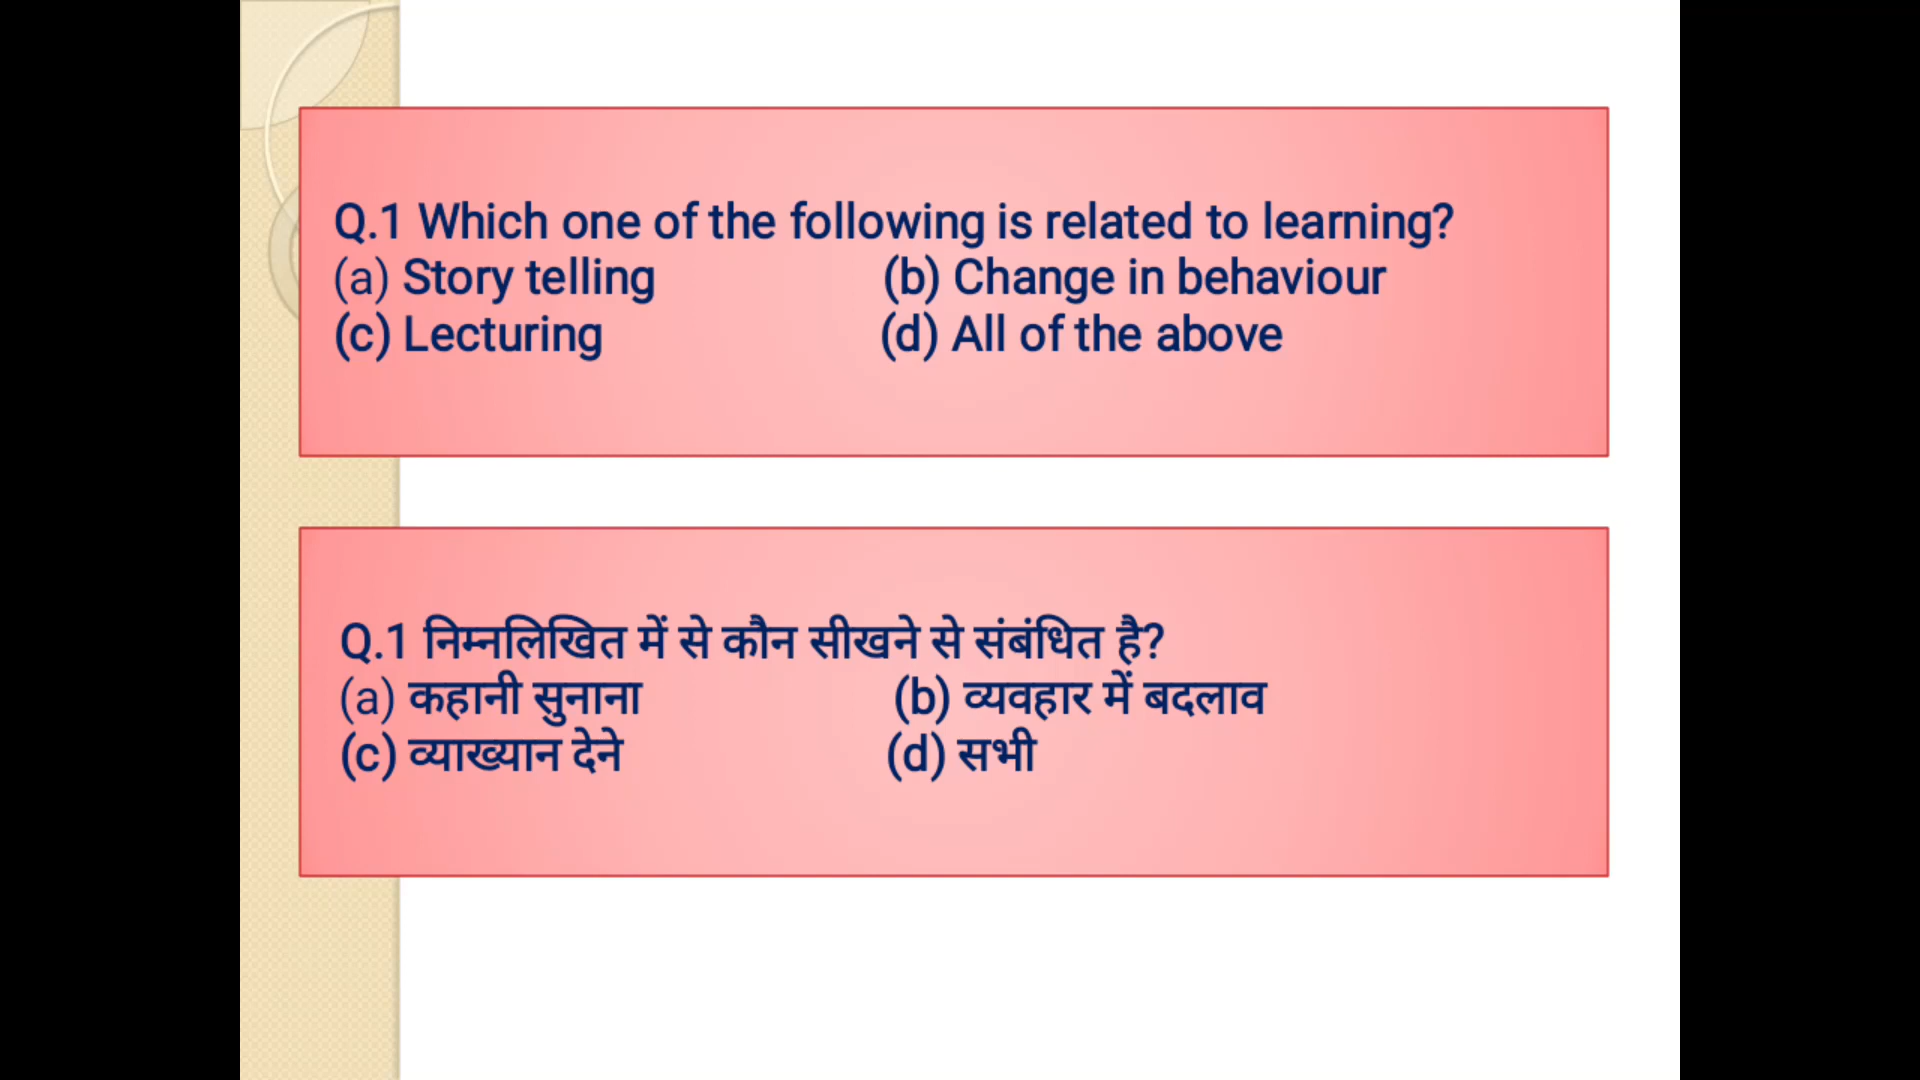 Q.1 Which one of the following is related to learning?
(a) Story telling (b) Change in behaviour
(c) Lecturing (d) All of the above
Q.1 निम्नलिखित में से कौन सीखने से संबंधित है?
(a) कहानी सुनाना (b) व्यवहार में बदलाव
(c) व्याख्यान देने (d) सभी